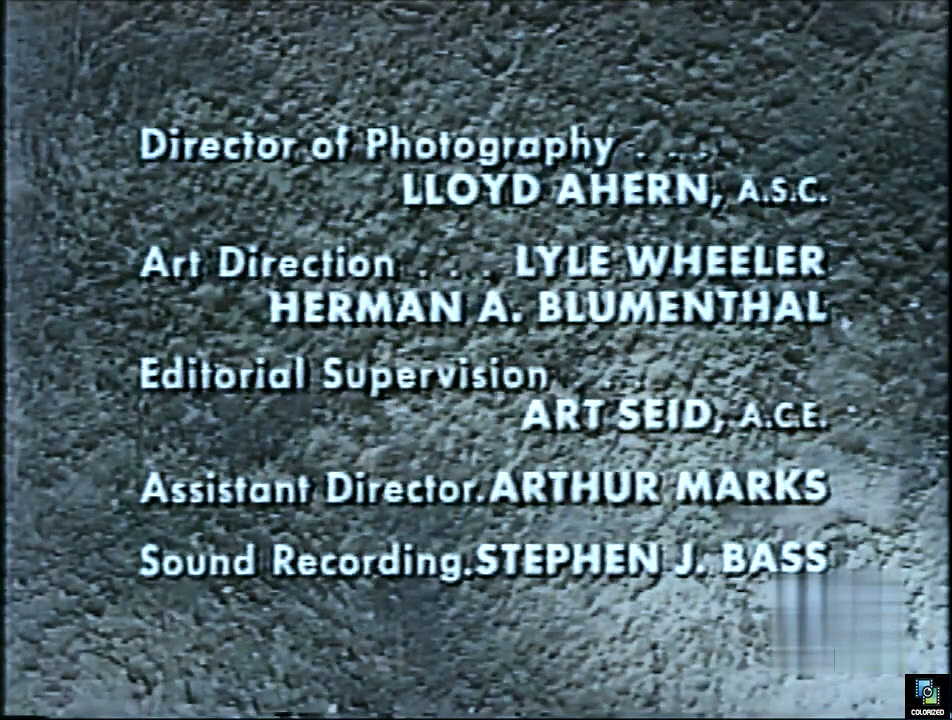 Director of Photography . . . .
LLOYD AHERN, A.S.C.
Art Direction . . . . LYLE WHEELER
HERMAN A. BLUMENTHAL
Editorial Supervision . . . .
ART SEID, A.C.E.
Assistant Director.ARTHUR MARKS
Sound Recording.STEPHEN J. BASS
COLORIZED